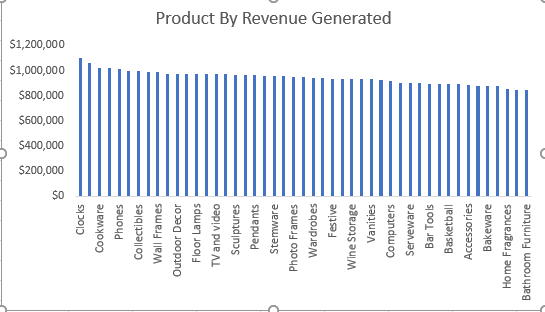 Product By Revenue Generated
$1,200,000
$1,000,000
$800,000
$600,000
$400,000
$200,000
$0
Clocks
Cookware
Phones
Collectibles
Wall Frames
Outdoor Decor
Floor Lamps
TV and video
Sculptures
Pendants
Stemware
Photo Frames
Wardrobes
Festive
Wine Storage
Vanities
Computers
Serveware
Bar Tools
Basketball
Accessories
Bakeware
Home Fragrances
Bathroom Furniture